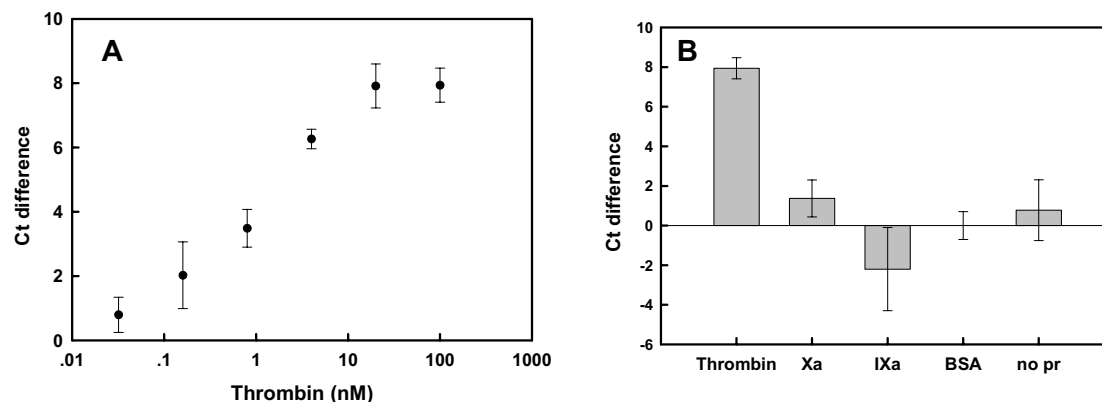 A
Ct difference
10
8
6
4
2
0
.01 .1 1 10 100 1000
Thrombin (nM)
B
Ct difference
10
8
6
4
2
0
-2
-4
-6
Thrombin Xa IXa BSA no pr